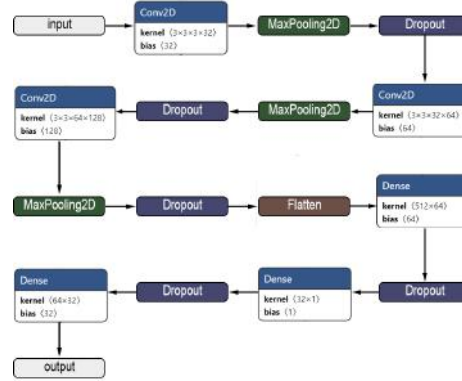 input
Conv2D
kernel (3×3×3×32)
bias (32)
MaxPooling2D
Dropout
Conv2D
kernel (3×3×32×64)
bias (64)
MaxPooling2D
Dropout
Conv2D
kernel (3×3×64×128)
bias (128)
MaxPooling2D
Dropout
Flatten
Dense
kernel (512×64)
bias (64)
Dropout
Dense
kernel (32×1)
bias (1)
Dropout
Dense
kernel (64×32)
bias (32)
output